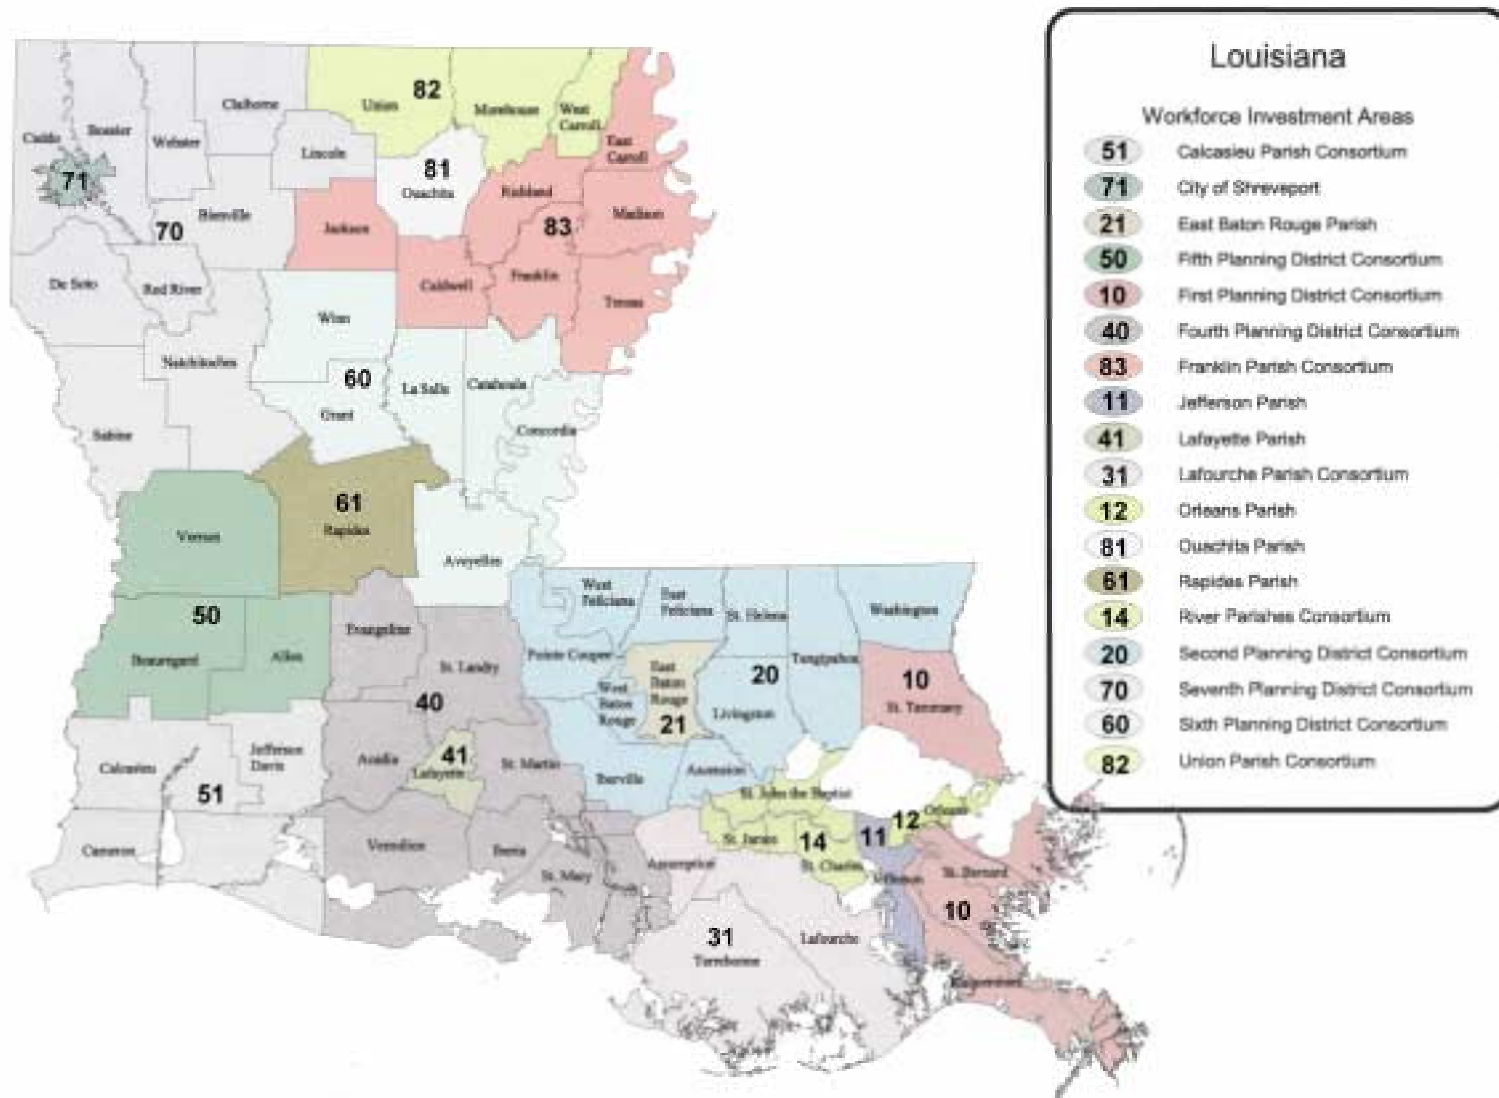 Louisiana
Workforce Investment Areas
51 Calcasieu Parish Consortium
71 City of Shreveport
21 East Baton Rouge Parish
50 Fifth Planning District Consortium
10 First Planning District Consortium
40 Fourth Planning District Consortium
83 Franklin Parish Consortium
11 Jefferson Parish
41 Lafayette Parish
31 Lafourche Parish Consortium
12 Orleans Parish
81 Ouachita Parish
61 Rapides Parish
14 River Parishes Consortium
20 Second Planning District Consortium
70 Seventh Planning District Consortium
60 Sixth Planning District Consortium
82 Union Parish Consortium
Caddo
Bossier
Webster
Claiborne
Lincoln
Union
82
Morehouse
West
Carroll
East
Carroll
71
81
Ouachita
Richland
Madison
70
Bienville
Jackson
83
De Soto
Red River
Caldwell
Franklin
Tensas
Winn
Natchitoches
60
La Salle
Catahoula
Grant
Concordia
Sabine
61
Rapides
Vernon
Avoyelles
50
Beauregard
Allen
Evangeline
St. Landry
West
Feliciana
East
Feliciana
St. Helena
Washington
Pointe Coupee
East
Baton
Rouge
21
West
Baton
Rouge
20
Livingston
Tangipahoa
10
St. Tammany
40
Acadia
41
Lafayette
St. Martin
Iberville
Ascension
Calcasieu
Jefferson
Davis
51
Cameron
Vermilion
Iberia
St. Mary
Assumption
St. John the Baptist
St. James
14
St. Charles
11
Jefferson
12
Orleans
St. Bernard
10
31
Terrebonne
Lafourche